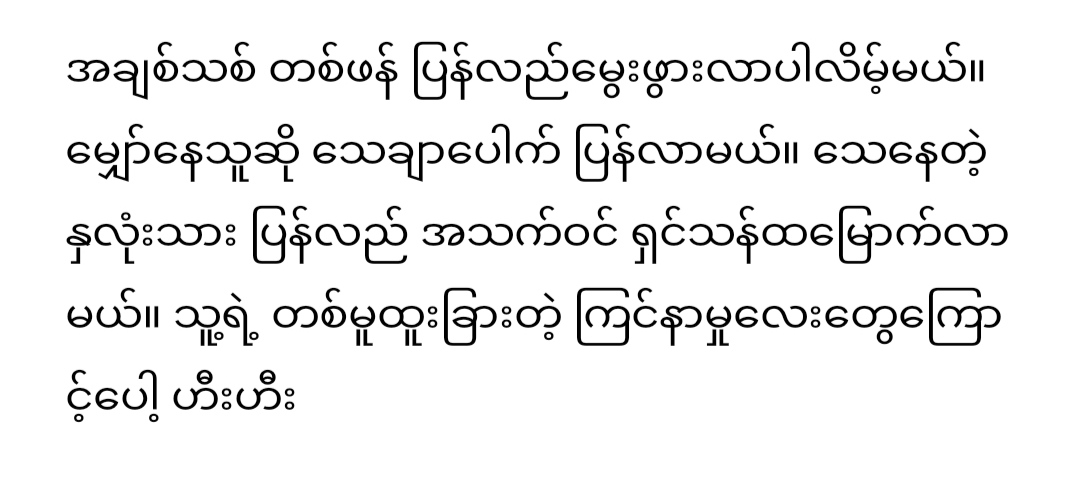 အချစ်သစ် တစ်ဖန် ပြန်လည်မွေးဖွားလာပါလိမ့်မယ်။
မျှော်နေသူဆို သေချာပေါက် ပြန်လာမယ်။ သေနေတဲ့
နှလုံးသား ပြန်လည် အသက်ဝင် ရှင်သန်ထမြောက်လာ
မယ်။ သူ့ရဲ့ တစ်မူထူးခြားတဲ့ ကြင်နာမှုလေးတွေကြော
င့်ပေါ့ ဟီးဟီး